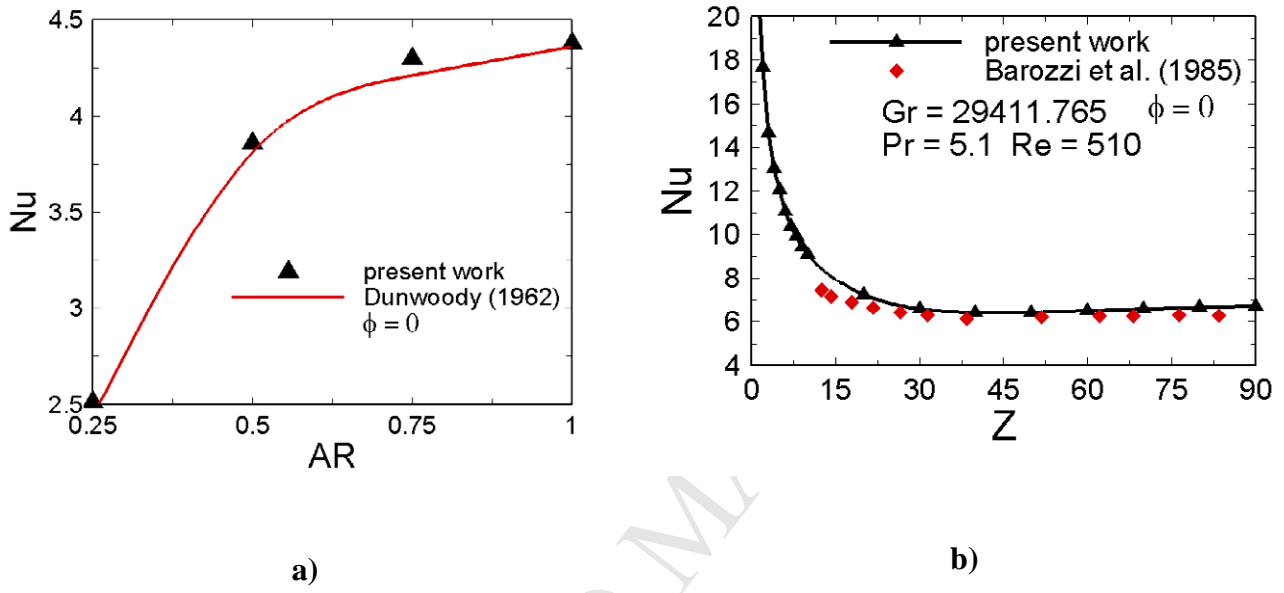 4.5
4
3.5
3
2.5
0.25
0.5
0.75
1
Nu
AR
present work
Dunwoody (1962)
ϕ = 0
a)
20
18
16
14
12
10
8
6
4
0
15
30
45
60
75
90
Nu
Z
present work
Barozzi et al. (1985)
Gr = 29411.765 ϕ = 0
Pr = 5.1 Re = 510
b)